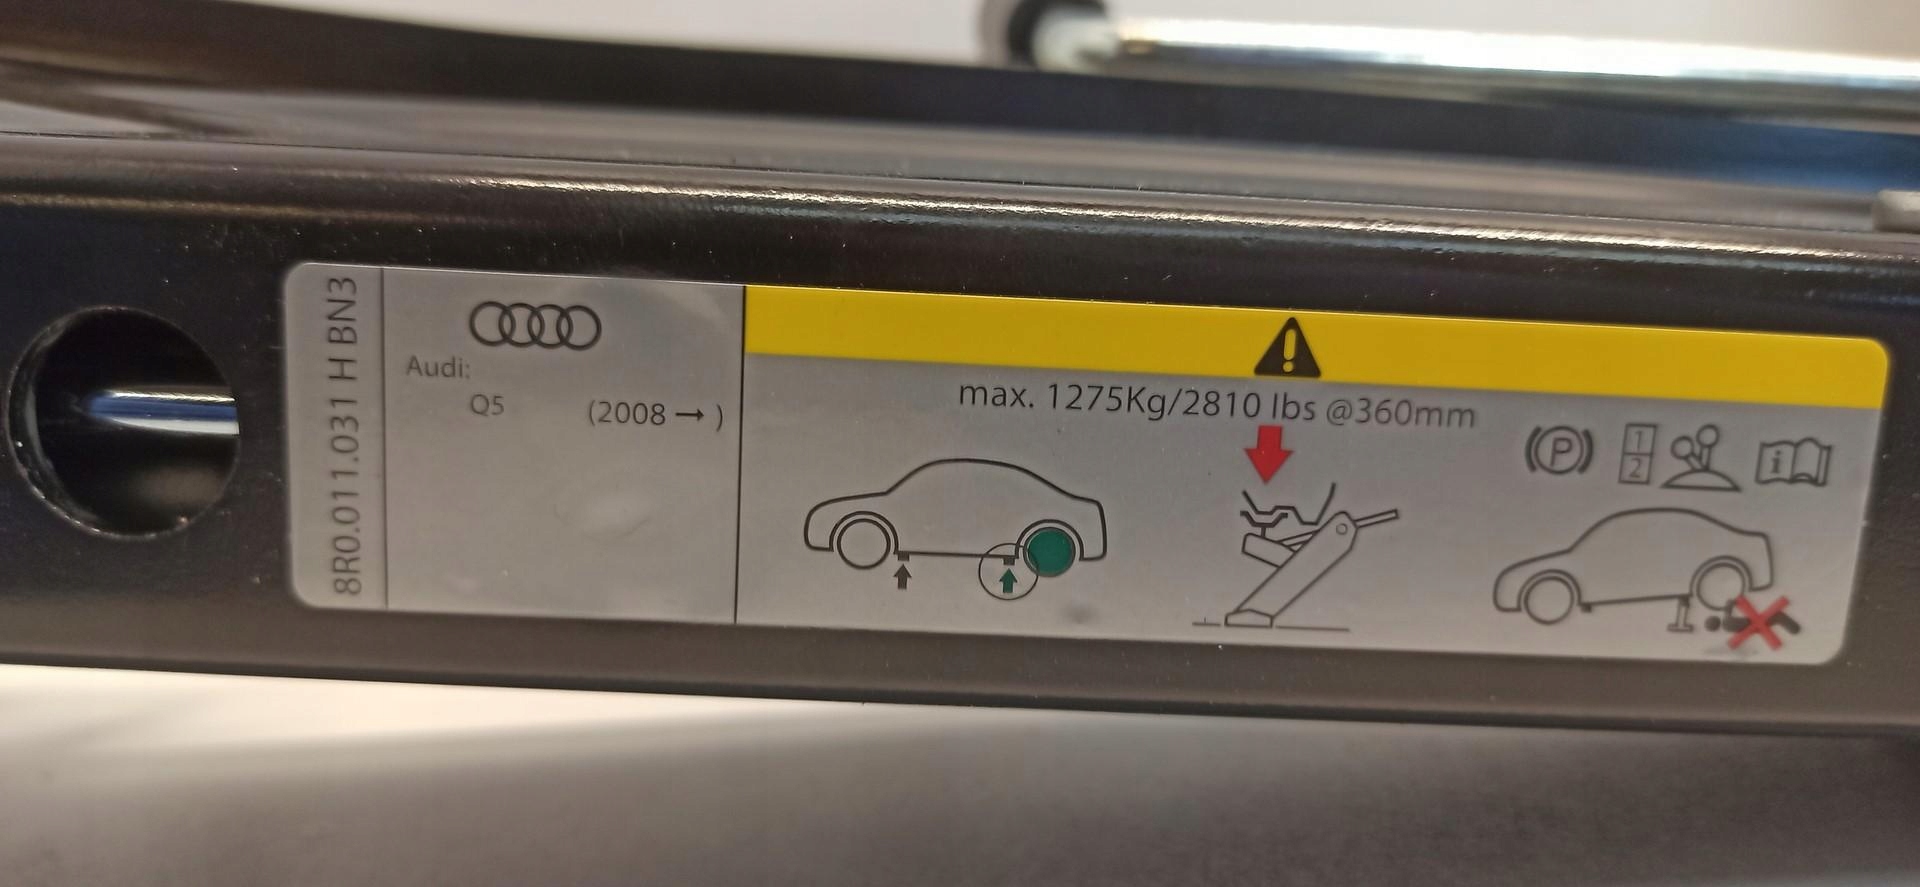 8R0.011.031 H BN3
Audi:
Q5 (2008 → )
max. 1275Kg/2810 lbs @360mm
P
1
2
i